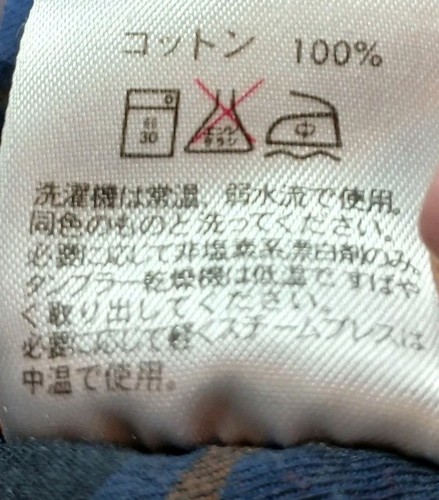 コットン 100%
弱
30
エンソ
サラシ
中
洗濯機は常温、弱水流で使用。
同色のものと洗ってください。
必要に応じて非塩素系漂白剤のみ、
タンブラー乾燥機は低温で、すばや
く取り出してください。
必要に応じて軽くスチームプレスは
中温で使用。